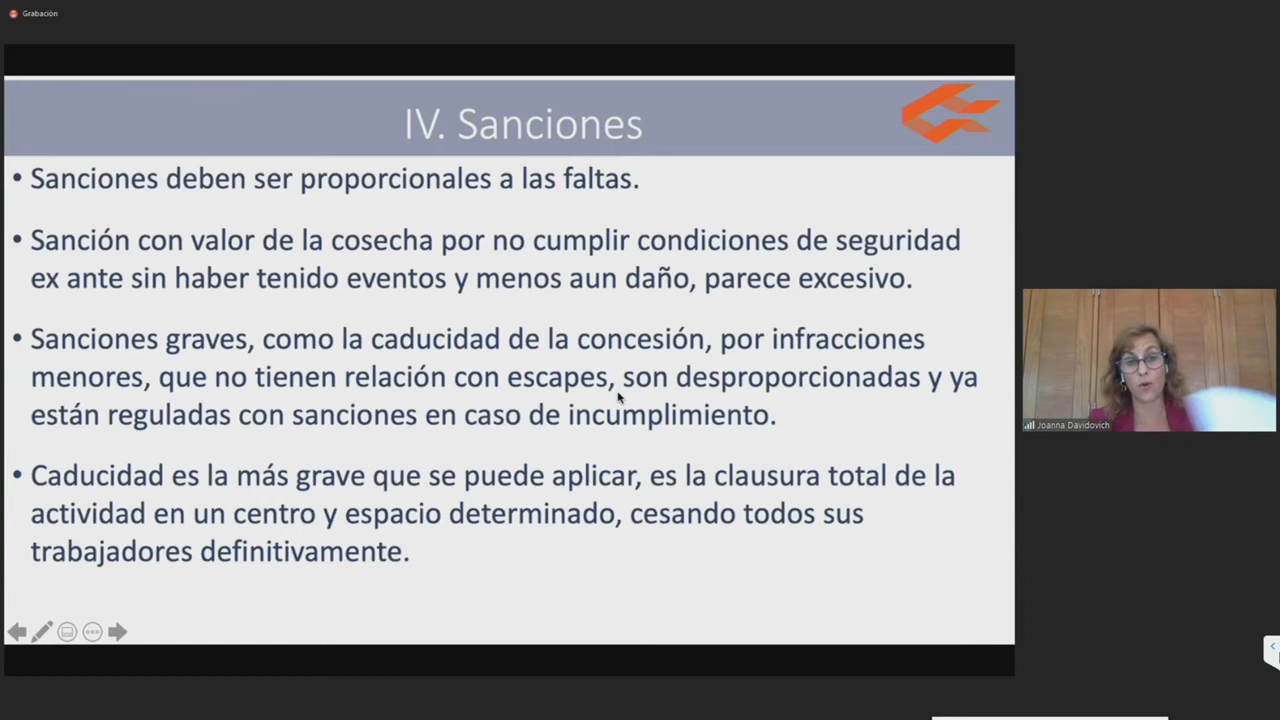 Grabación
IV. Sanciones
• Sanciones deben ser proporcionales a las faltas.
• Sanción con valor de la cosecha por no cumplir condiciones de seguridad
ex ante sin haber tenido eventos y menos aun daño, parece excesivo.
• Sanciones graves, como la caducidad de la concesión, por infracciones
menores, que no tienen relación con escapes, son desproporcionadas y ya
están reguladas con sanciones en caso de incumplimiento.
• Caducidad es la más grave que se puede aplicar, es la clausura total de la
actividad en un centro y espacio determinado, cesando todos sus
trabajadores definitivamente.
Joanna Davidovich